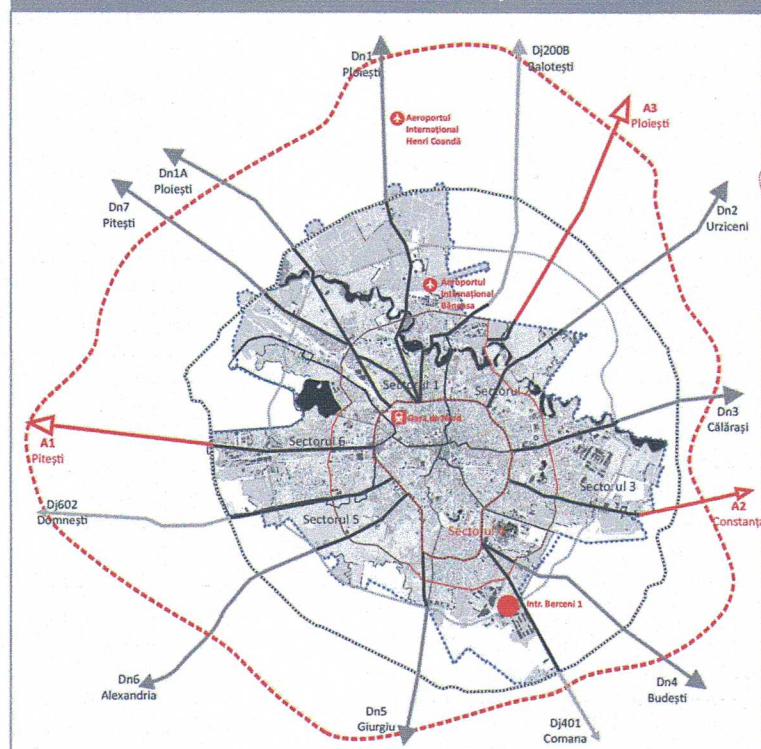 Dn1
Ploiești
Dj200B
Balotești
Aeroportul
Internațional
Henri Coandă
A3
Ploiești
Dn1A
Ploiești
Dn7
Pitești
Dn2
Urziceni
Aeroportul
Internațional
Băneasa
Sectorul 1
Sectorul
Gara de Nord
Dn3
Călărași
A1
Pitești
Sectorul 6
Sectorul 3
A2
Constanța
Dj602
Domnești
Sectorul 5
Sectorul
Intr. Berceni 1
Dn6
Alexandria
Dn4
Budești
Dn5
Giurgiu
Dj401
Comana